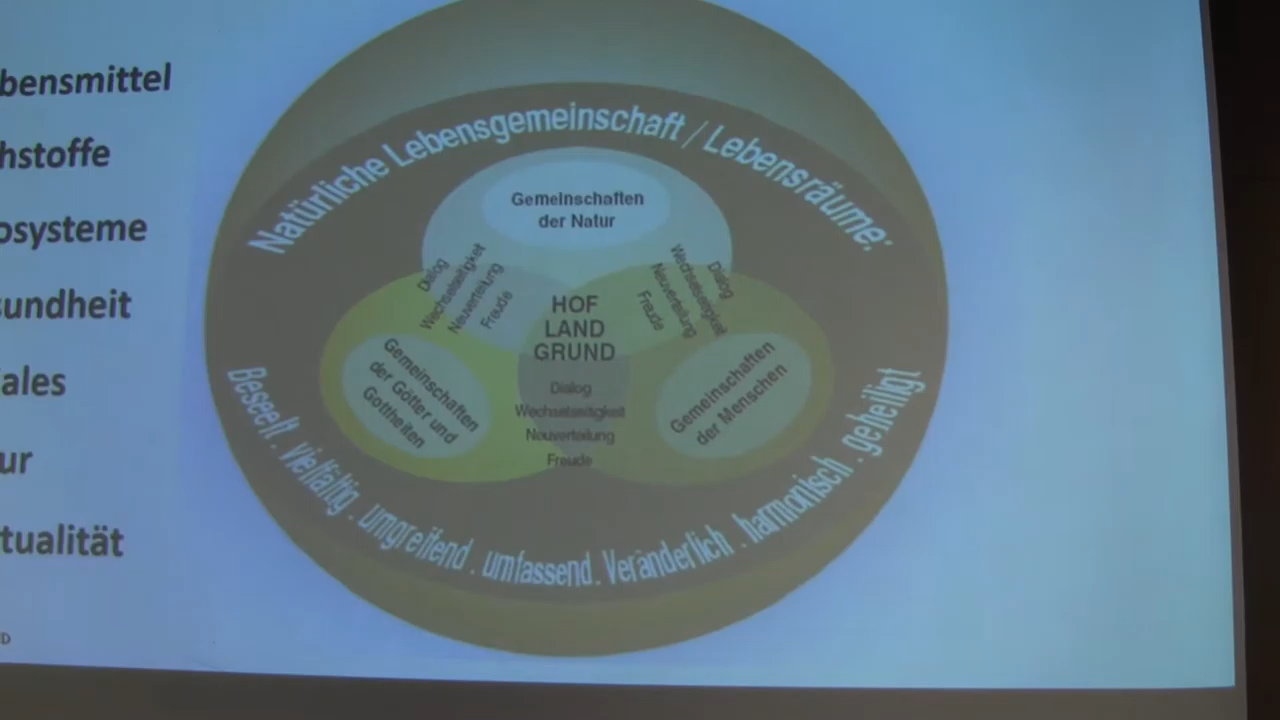 bensmittel
hstoffe
osysteme
sundheit
ales
ur
tualität
D
Natürliche Lebensgemeinschaft / Lebensräume:
Gemeinschaften
der Natur
Dialog
Wechselseitigkeit
Neuverteilung
Freude
Dialog
Wechselseitigkeit
Neuverteilung
Freude
HOF
LAND
GRUND
Dialog
Wechselseitigkeit
Neuverteilung
Freude
Gemeinschaften
der Götter und
Gottheiten
Gemeinschaften
der Menschen
Beseelt. Vielfältig . umgreifend . umfassend. Veränderlich . harmonisch . geheiligt